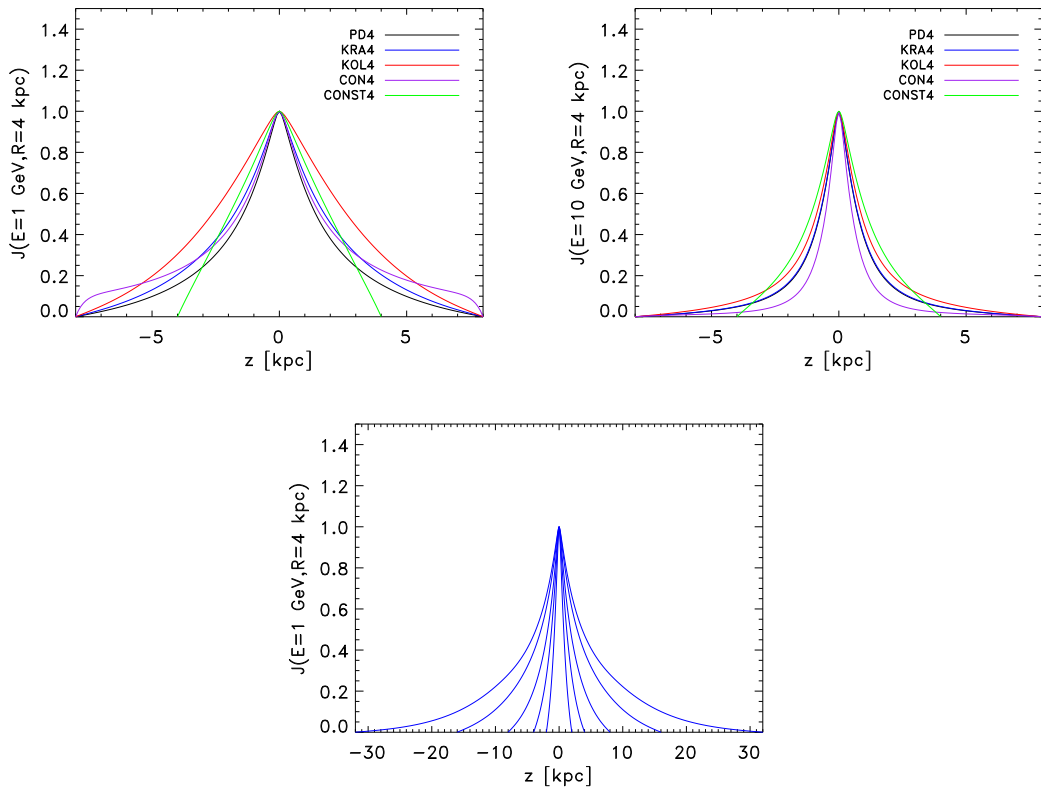 1.4
1.2
1.0
0.8
0.6
0.4
0.2
0.0
J(E=1 GeV,R=4 kpc)
PD4
KRA4
KOL4
CON4
CONST4
−5 0 5
z [kpc]
1.4
1.2
1.0
0.8
0.6
0.4
0.2
0.0
J(E=10 GeV,R=4 kpc)
PD4
KRA4
KOL4
CON4
CONST4
−5 0 5
z [kpc]
1.4
1.2
1.0
0.8
0.6
0.4
0.2
0.0
J(E=1 GeV,R=4 kpc)
−30 −20 −10 0 10 20 30
z [kpc]